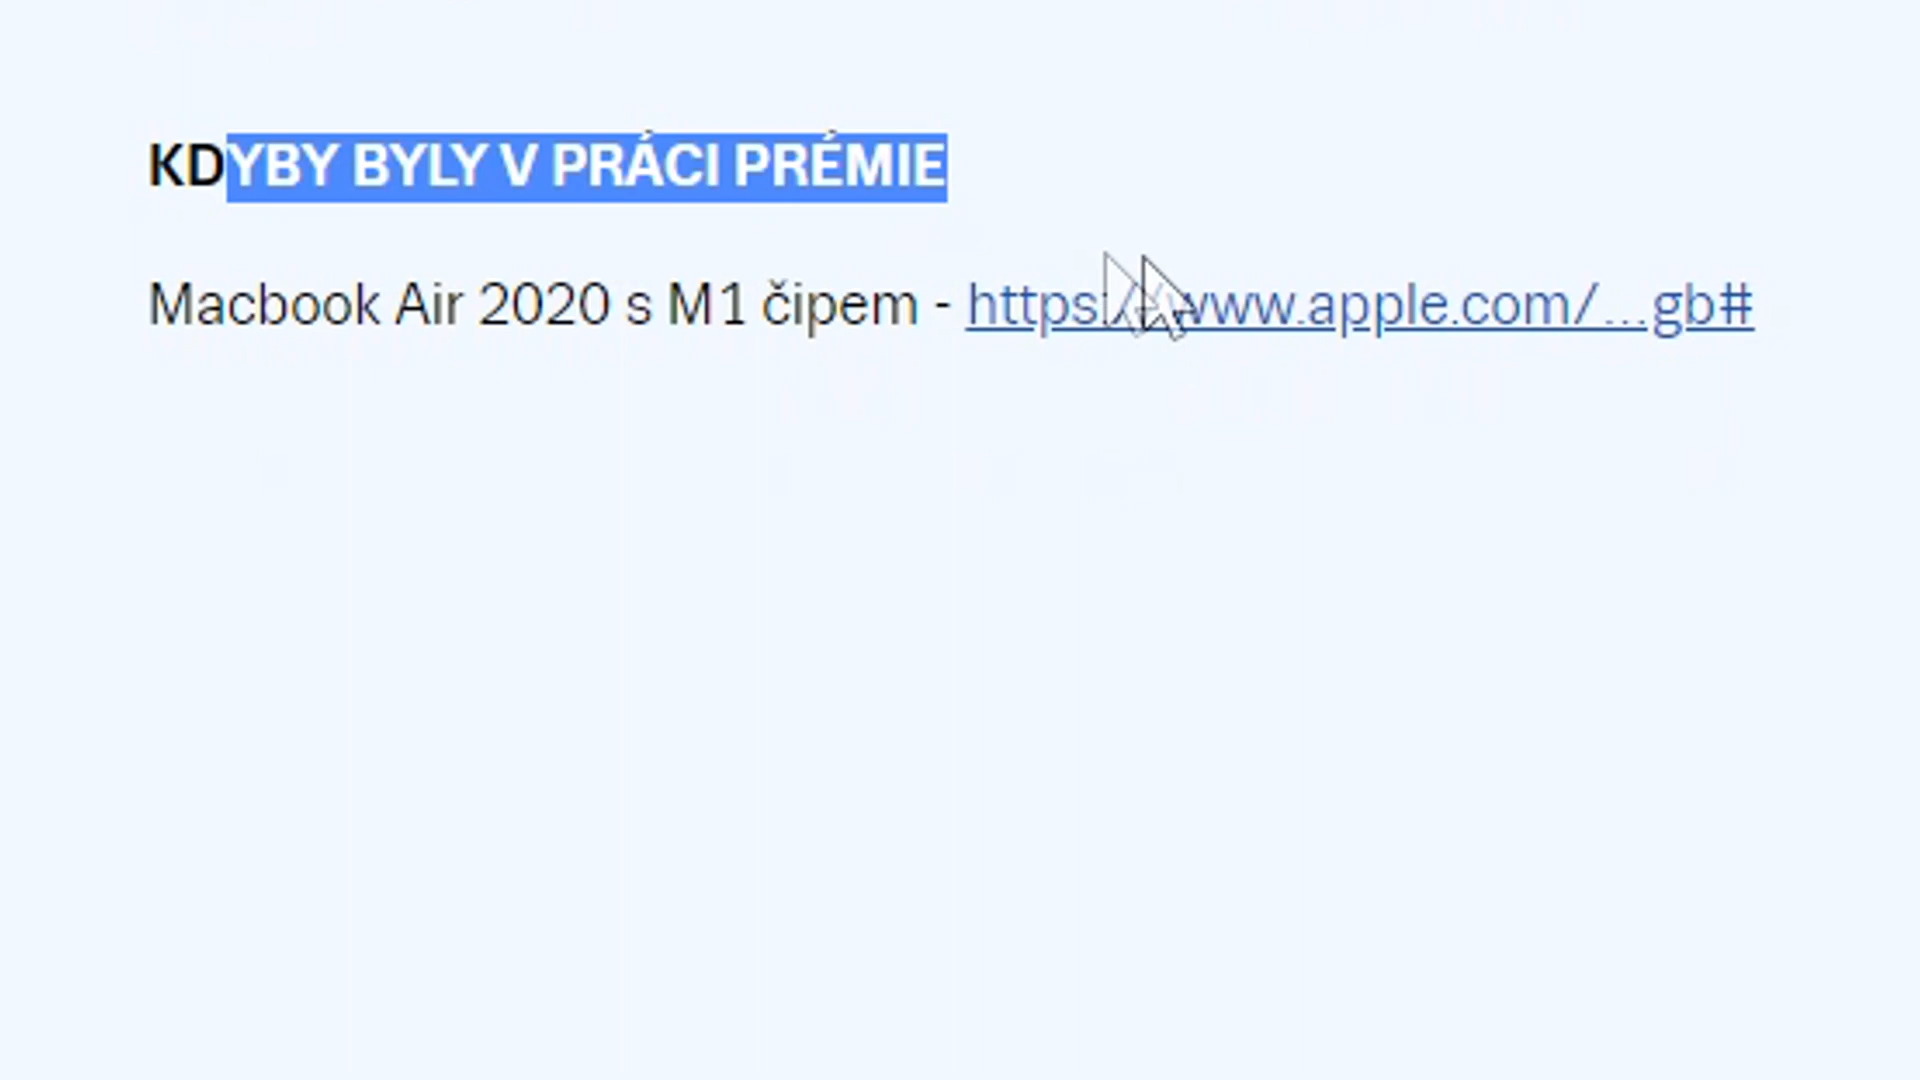 KDYBY BYLY V PRÁCI PRÉMIE
Macbook Air 2020 s M1 čipem - https://www.apple.com/...gb#